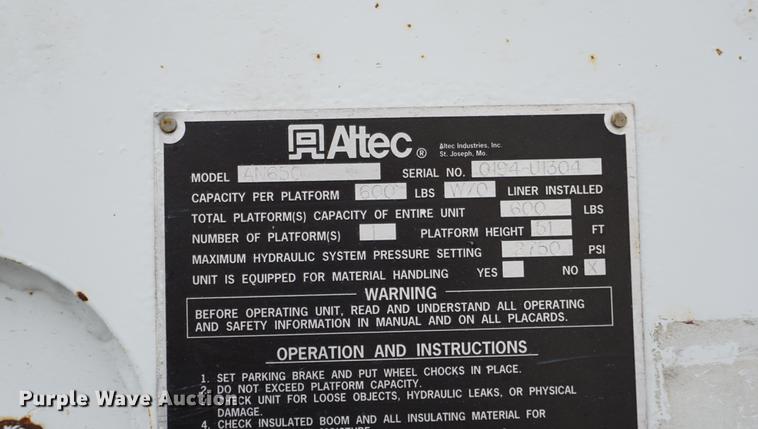 Altec ®
Altec Industries, Inc.
St. Joseph, Mo.
MODEL AN650 SERIAL NO. 0194-U1304
CAPACITY PER PLATFORM 600 LBS W/O LINER INSTALLED
TOTAL PLATFORM(S) CAPACITY OF ENTIRE UNIT 600 LBS
NUMBER OF PLATFORM(S) 1 PLATFORM HEIGHT 51 FT
MAXIMUM HYDRAULIC SYSTEM PRESSURE SETTING 2750 PSI
UNIT IS EQUIPPED FOR MATERIAL HANDLING YES NO X
WARNING
BEFORE OPERATING UNIT, READ AND UNDERSTAND ALL OPERATING
AND SAFETY INFORMATION IN MANUAL AND ON ALL PLACARDS.
OPERATION AND INSTRUCTIONS
1. SET PARKING BRAKE AND PUT WHEEL CHOCKS IN PLACE.
2. DO NOT EXCEED PLATFORM CAPACITY.
CHECK UNIT FOR LOOSE OBJECTS, HYDRAULIC LEAKS, OR PHYSICAL
DAMAGE.
4. CHECK INSULATED BOOM AND ALL INSULATING MATERIAL FOR
Purple Wave Auction